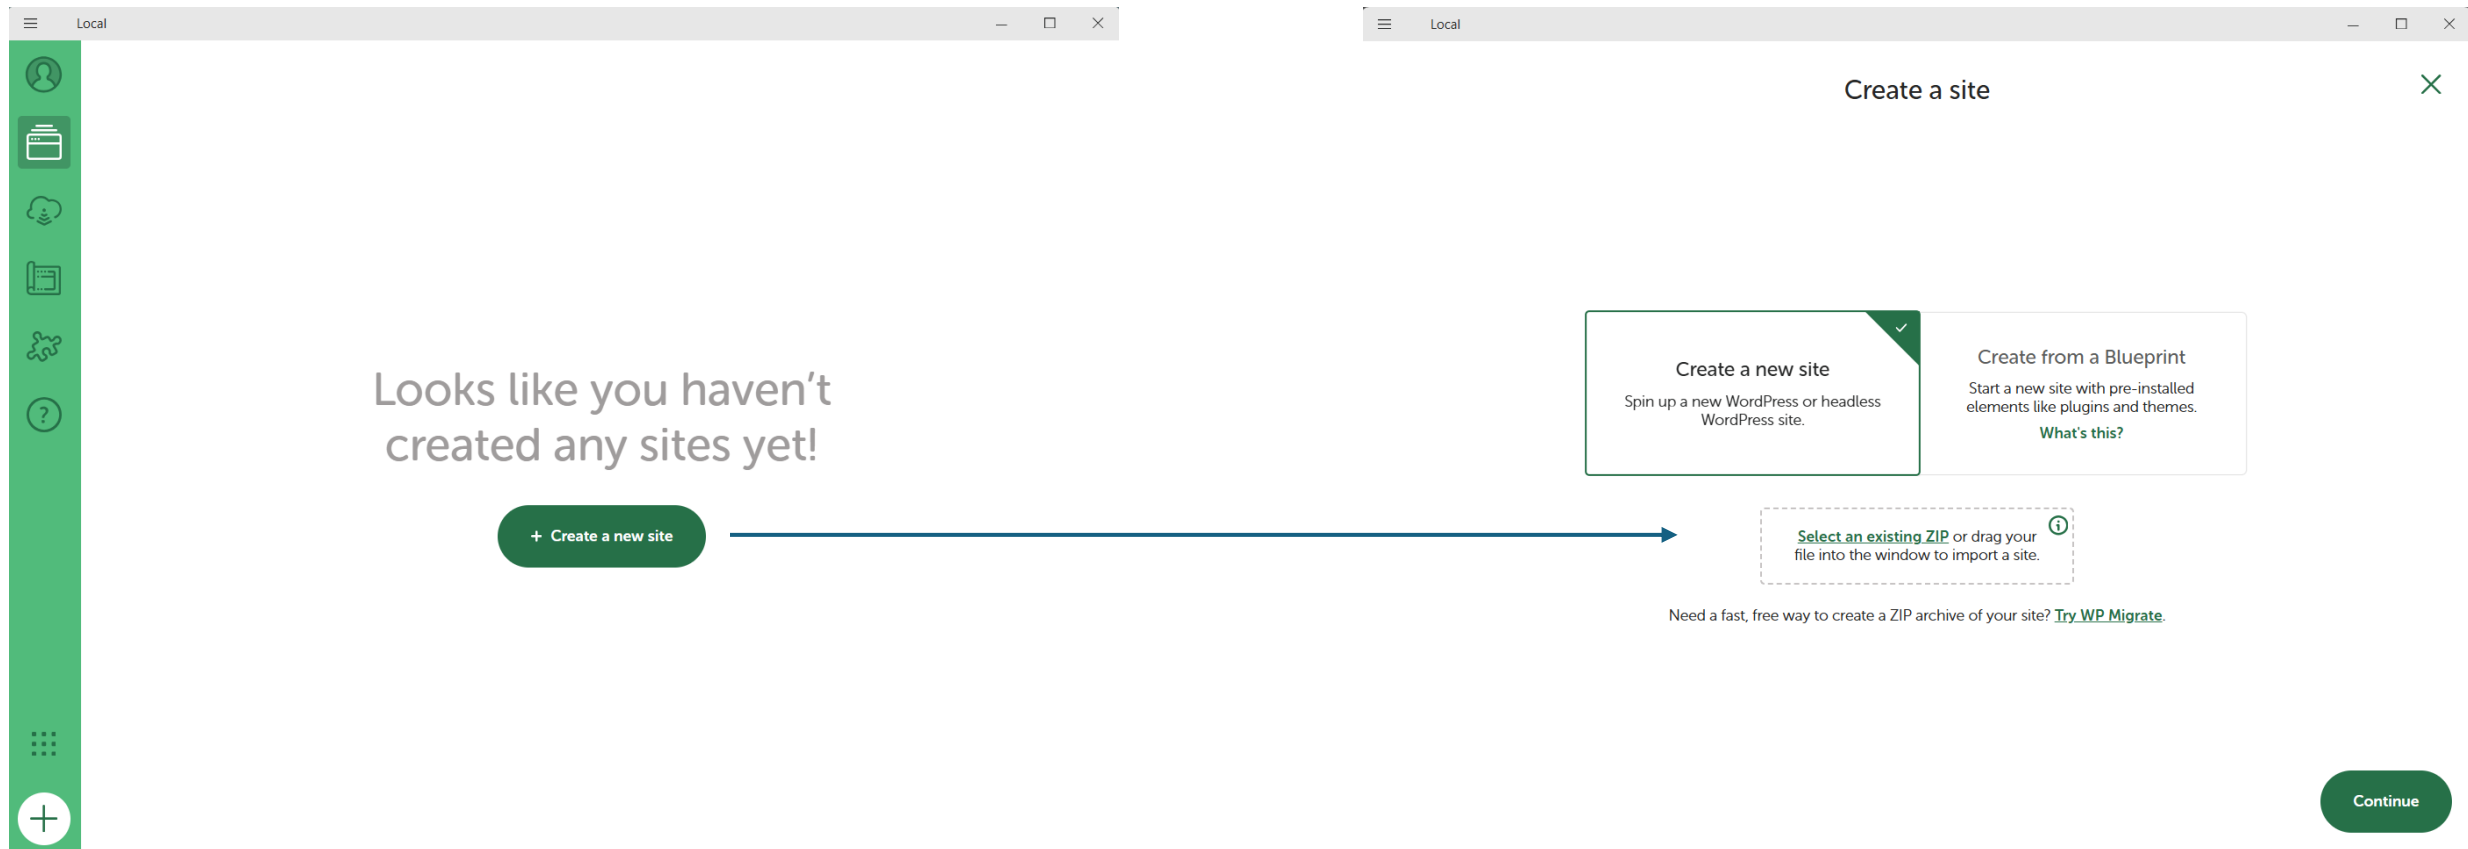 Local
Looks like you haven't
created any sites yet!
+ Create a new site
Local
Create a site
Create a new site
Spin up a new WordPress or headless
WordPress site.
Create from a Blueprint
Start a new site with pre-installed
elements like plugins and themes.
What's this?
Select an existing ZIP or drag your
file into the window to import a site.
Need a fast, free way to create a ZIP archive of your site? Try WP Migrate.
Continue